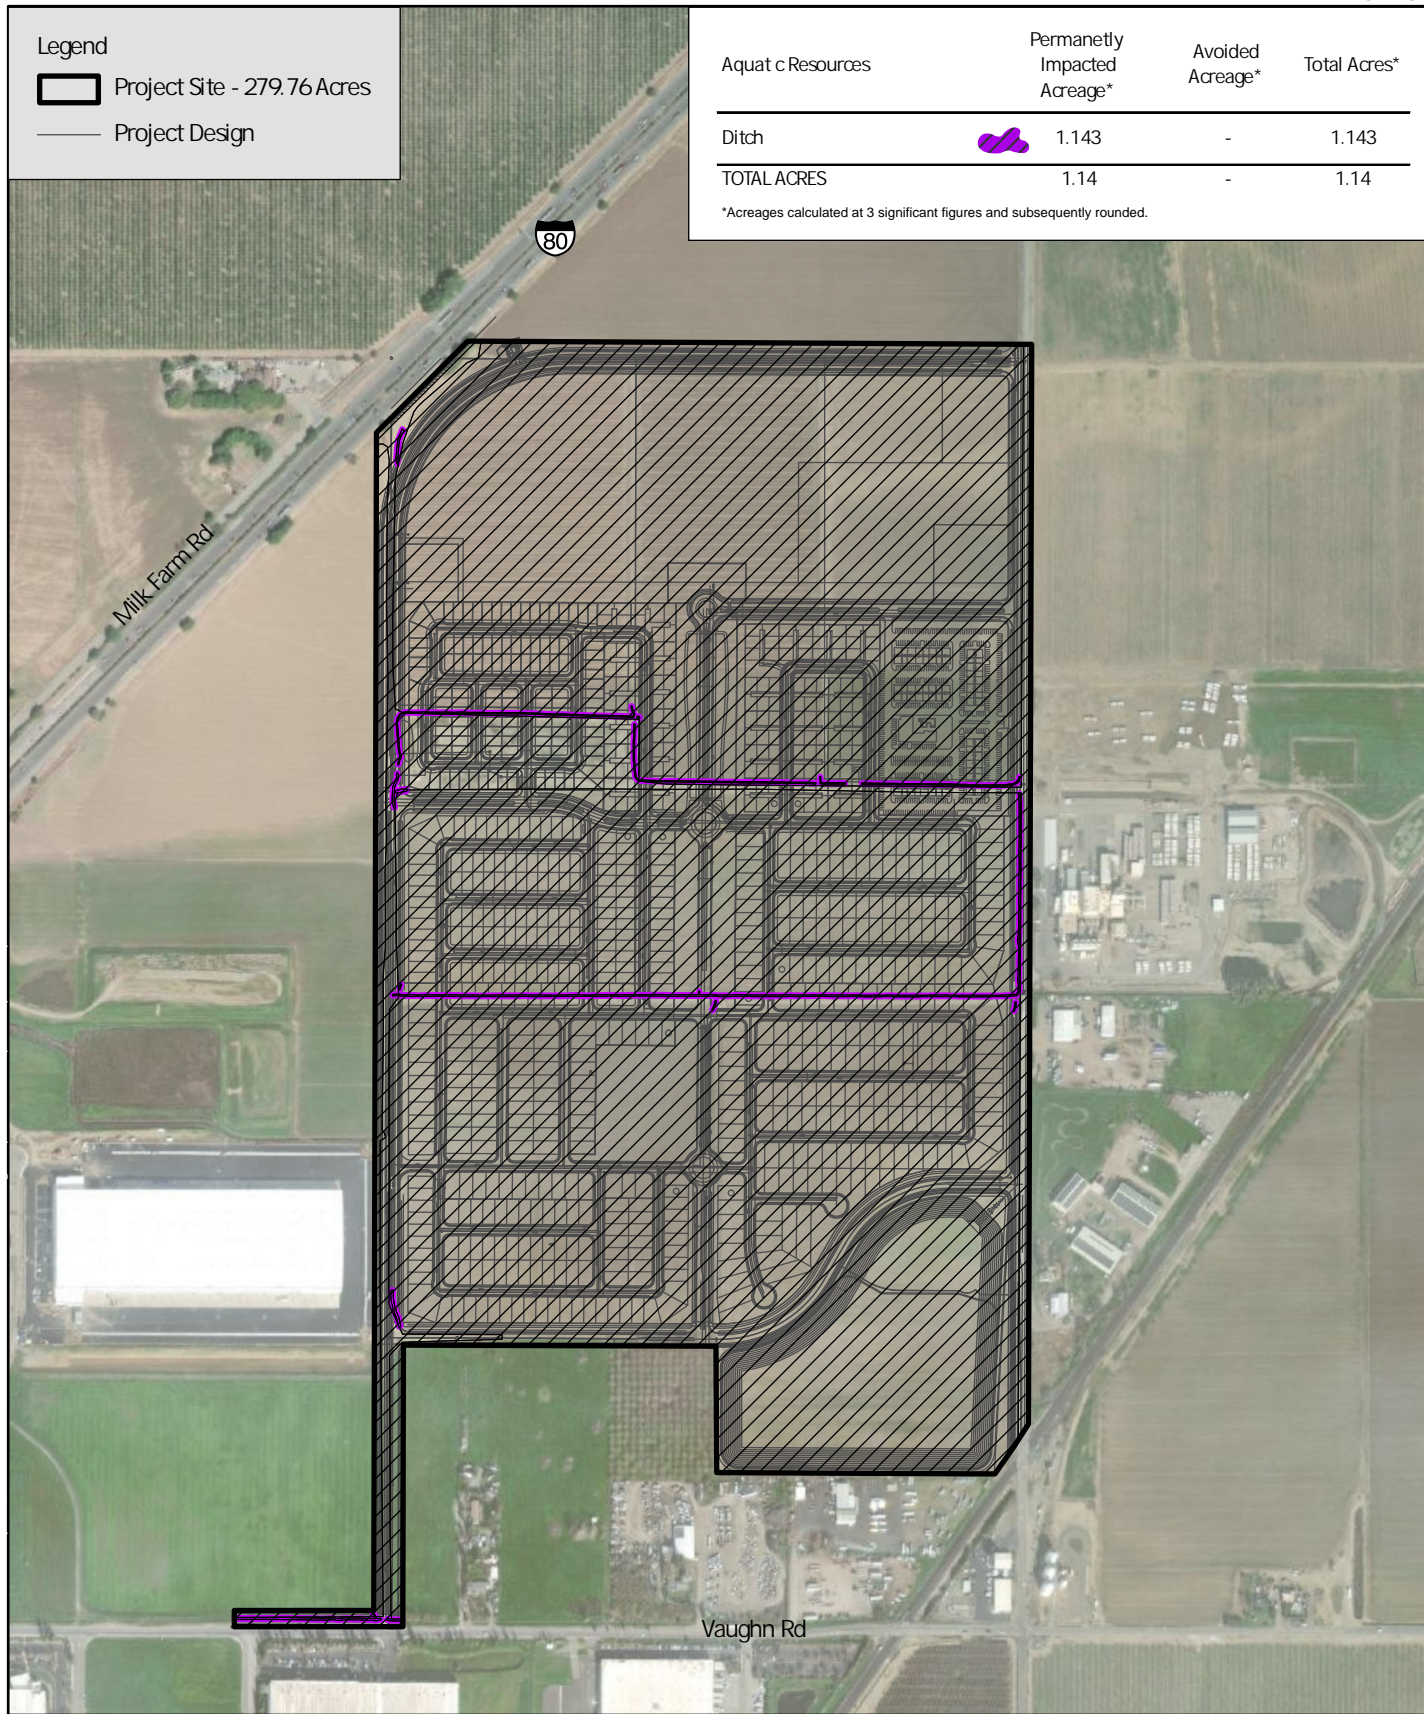 Legend
Project Site - 279.76 Acres
Project Design
Aquat c Resources
Permanetly
Impacted
Acreage*
Avoided
Acreage*
Total Acres*
Ditch 1.143 - 1.143
TOTAL ACRES 1.14 - 1.14
*Acreages calculated at 3 significant figures and subsequently rounded.
80
Milk Farm Rd
Vaughn Rd